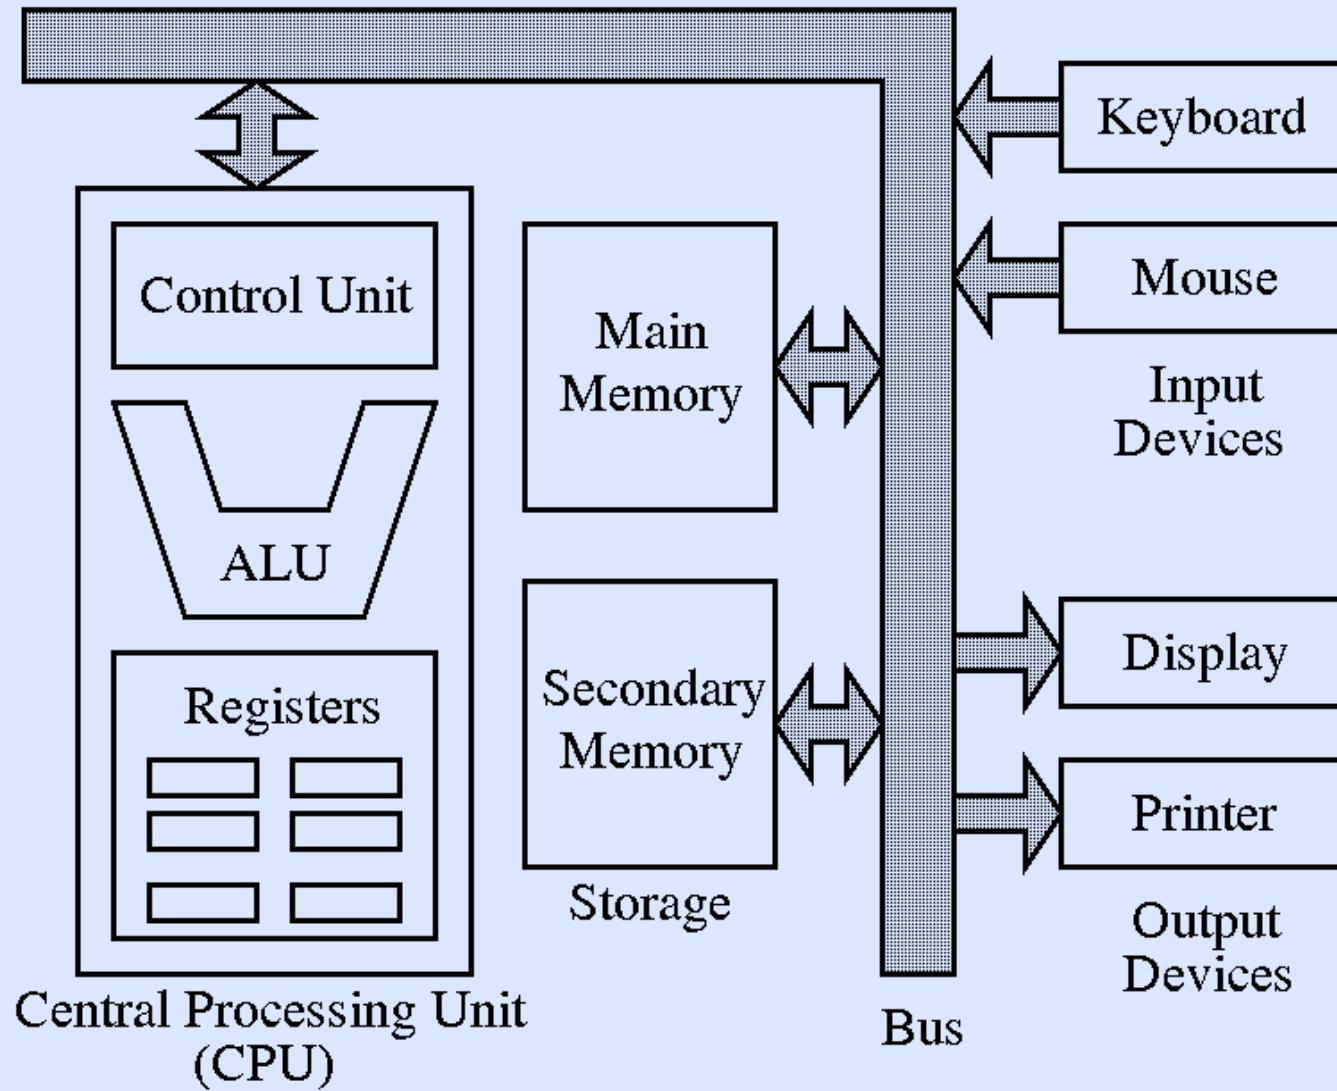 Control Unit
ALU
Registers
Central Processing Unit
(CPU)
Main
Memory
Secondary
Memory
Storage
Bus
Keyboard
Mouse
Input
Devices
Display
Printer
Output
Devices